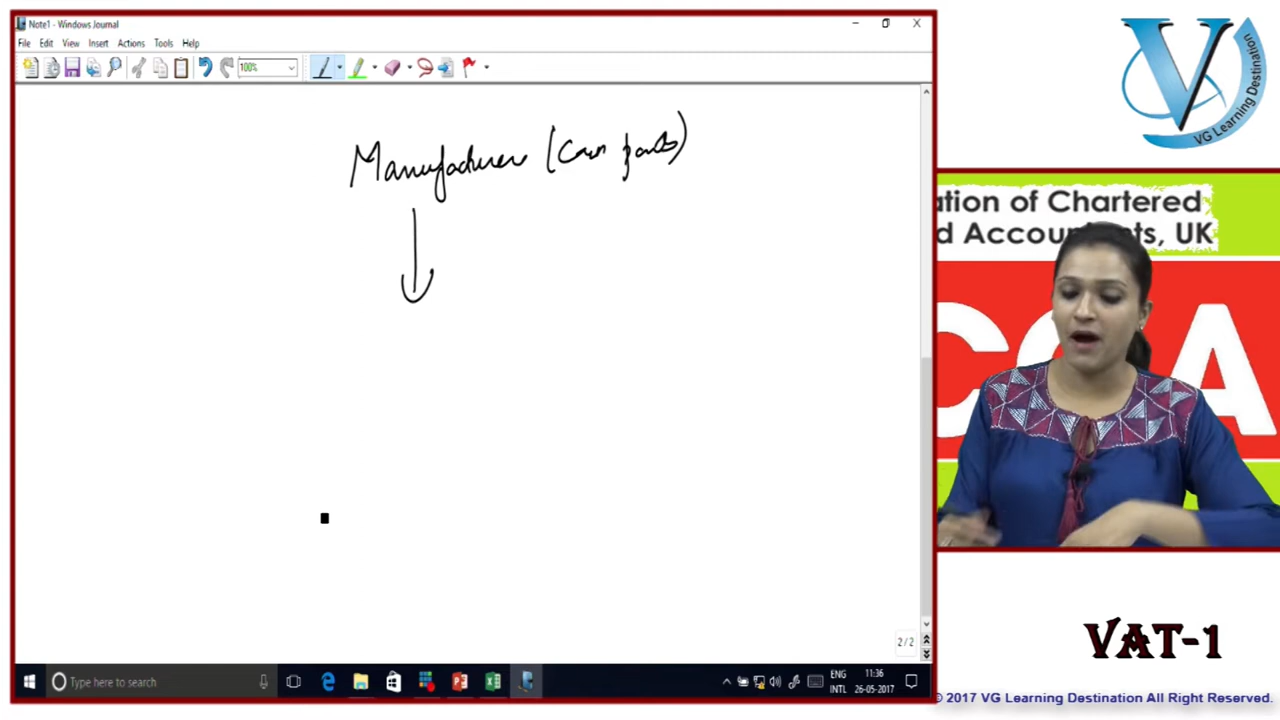 Note1 - Windows Journal
File Edit View Insert Actions Tools Help
100%
Manufacturer (Car parts)
2/2
Type here to search
ENG
INTL
11:36
26-05-2017
V
VG Learning Destination
ation of Chartered
d Accountants, UK
CCA
VAT-1
© 2017 VG Learning Destination All Right Reserved.